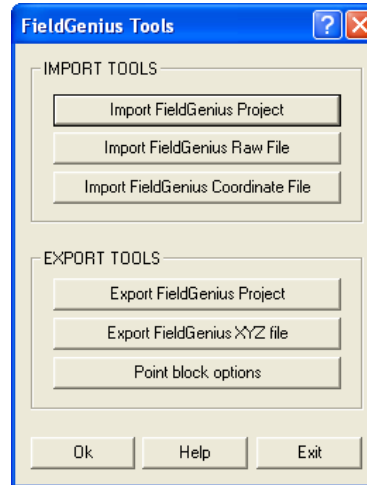 FieldGenius Tools
IMPORT TOOLS
Import FieldGenius Project
Import FieldGenius Raw File
Import FieldGenius Coordinate File
EXPORT TOOLS
Export FieldGenius Project
Export FieldGenius XYZ file
Point block options
Ok Help Exit